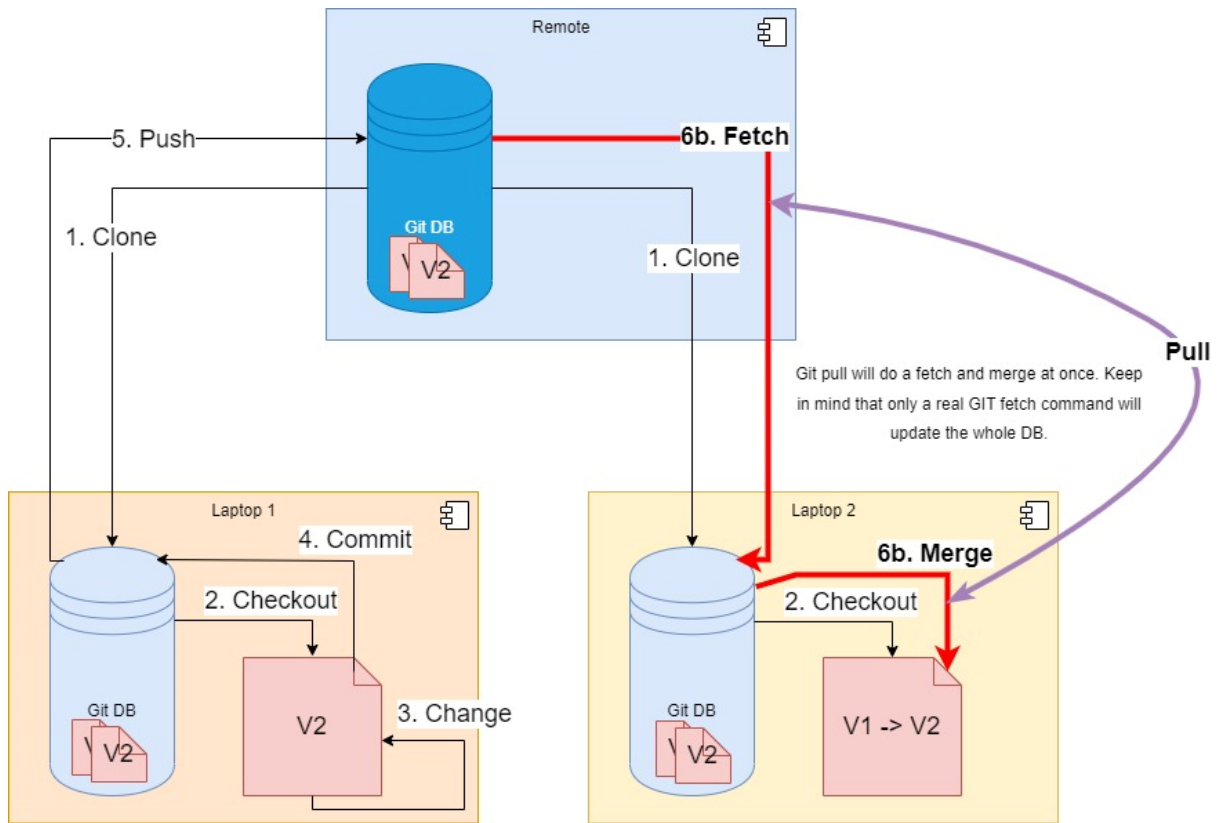 Remote
5. Push
6b. Fetch
1. Clone
Git DB
V
V2
1. Clone
Pull
Git pull will do a fetch and merge at once. Keep
in mind that only a real GIT fetch command will
update the whole DB.
Laptop 1
4. Commit
2. Checkout
Git DB
V
V2
V2
3. Change
Laptop 2
6b. Merge
2. Checkout
Git DB
V
V2
V1 -> V2